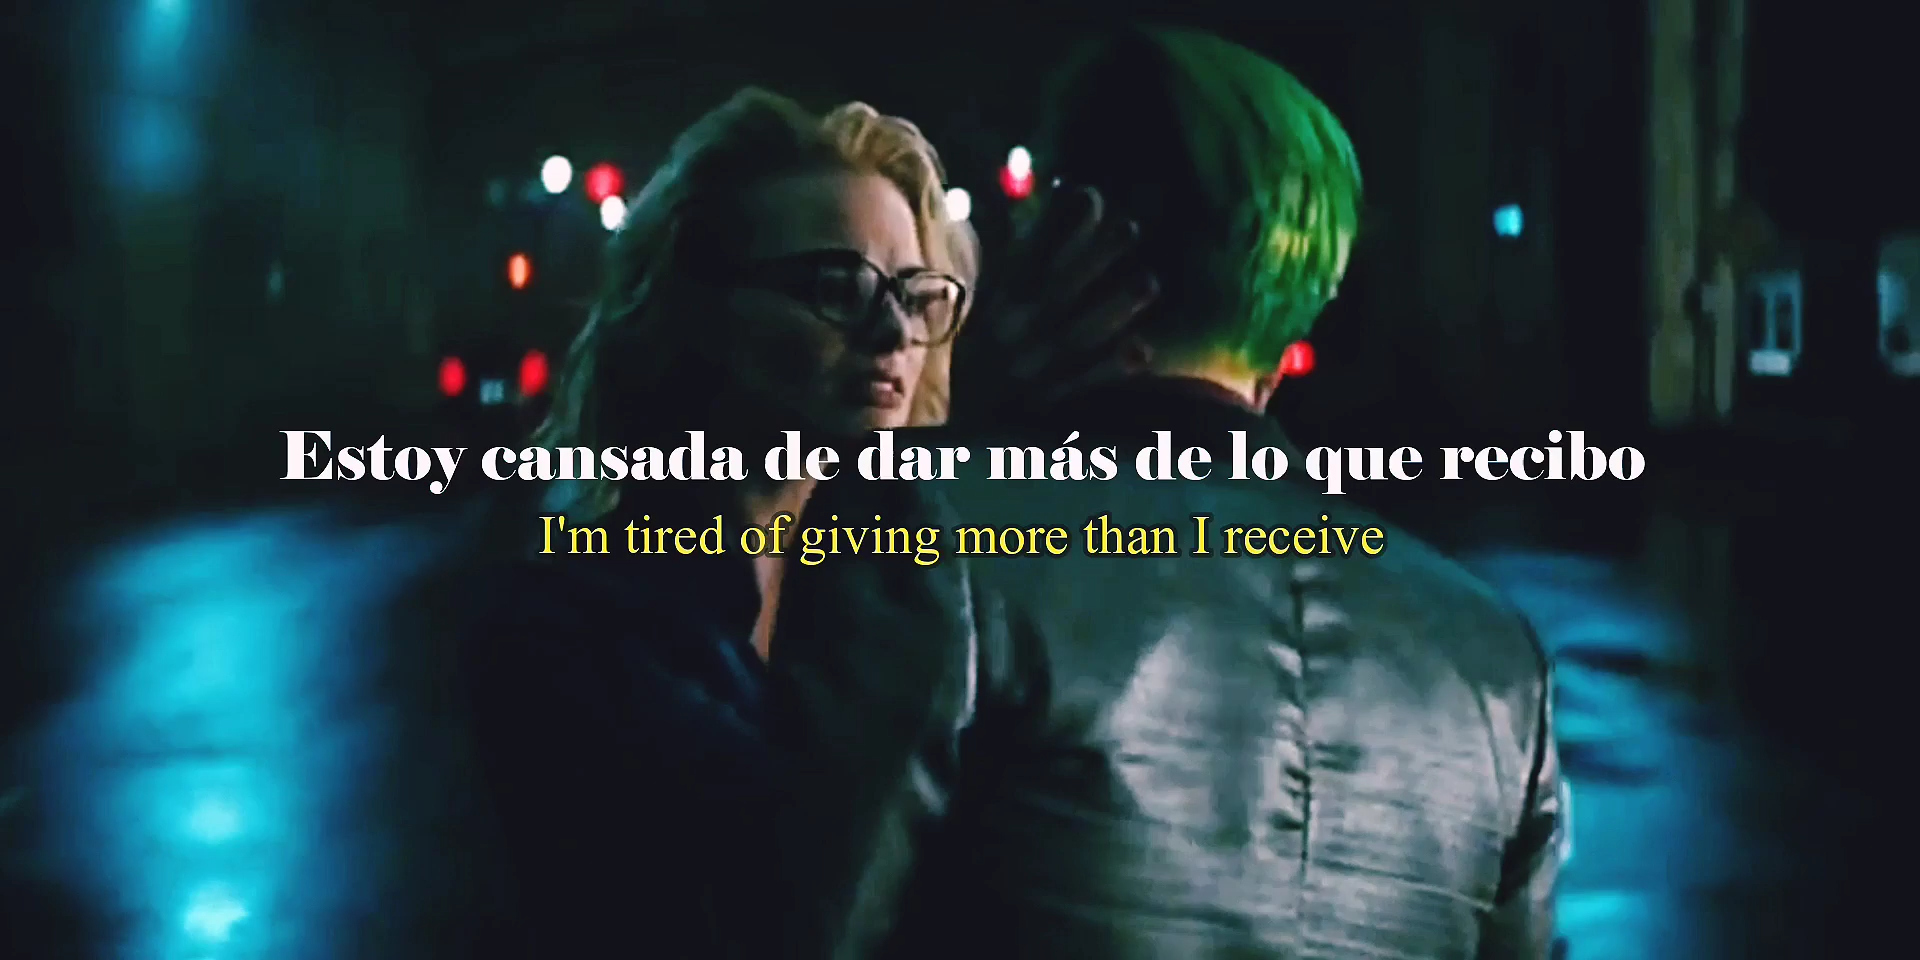 Estoy cansada de dar más de lo que recibo
I'm tired of giving more than I receive